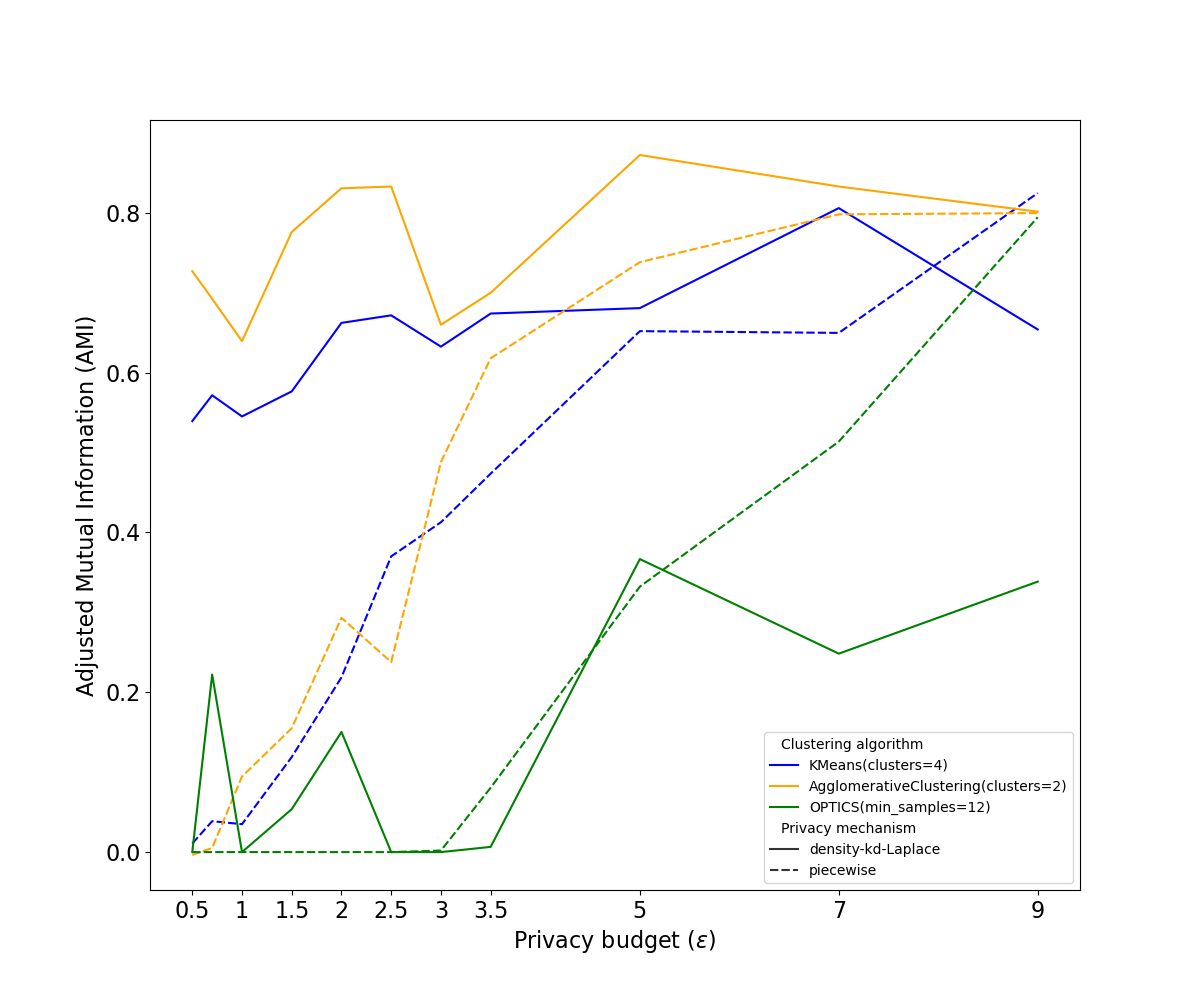 Adjusted Mutual Information (AMI)
0.8
0.6
0.4
0.2
0.0
0.5 1 1.5 2 2.5 3 3.5 5 7 9
Privacy budget (ε)
Clustering algorithm
KMeans(clusters=4)
AgglomerativeClustering(clusters=2)
OPTICS(min_samples=12)
Privacy mechanism
density-kd-Laplace
piecewise